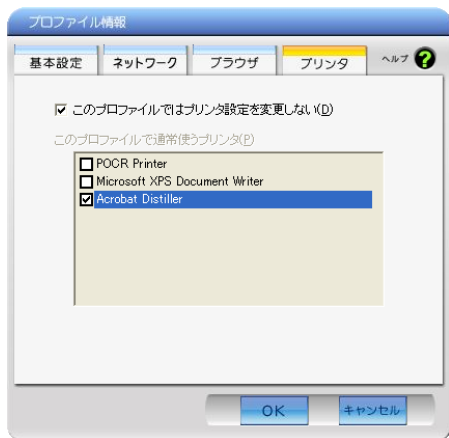 プロファイル情報
基本設定 ネットワーク ブラウザ プリンタ ヘルプ ?
このプロファイルではプリンタ設定を変更しない(D)
このプロファイルで通常使うプリンタ(P)
POCR Printer
Microsoft XPS Document Writer
Acrobat Distiller
OK キャンセル